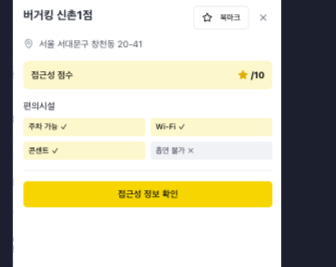 버거킹 신촌1점
북마크
서울 서대문구 창천동 20-41
접근성 점수
/10
편의시설
주차 가능 ✓
Wi-Fi ✓
콘센트 ✓
흡연 불가 ✕
접근성 정보 확인